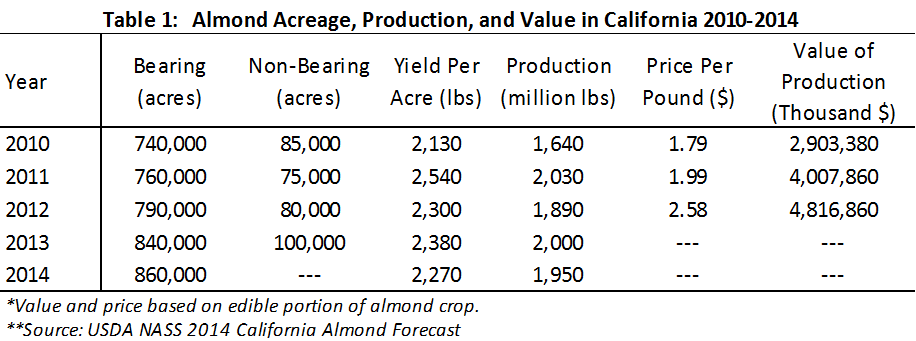 Table 1: Almond Acreage, Production, and Value in California 2010-2014
Year Bearing (acres) Non-Bearing (acres) Yield Per Acre (lbs) Production (million lbs) Price Per Pound ($) Value of Production (Thousand $)
2010 740,000 85,000 2,130 1,640 1.79 2,903,380
2011 760,000 75,000 2,540 2,030 1.99 4,007,860
2012 790,000 80,000 2,300 1,890 2.58 4,816,860
2013 840,000 100,000 2,380 2,000 --- ---
2014 860,000 --- 2,270 1,950 --- ---
*Value and price based on edible portion of almond crop.
**Source: USDA NASS 2014 California Almond Forecast